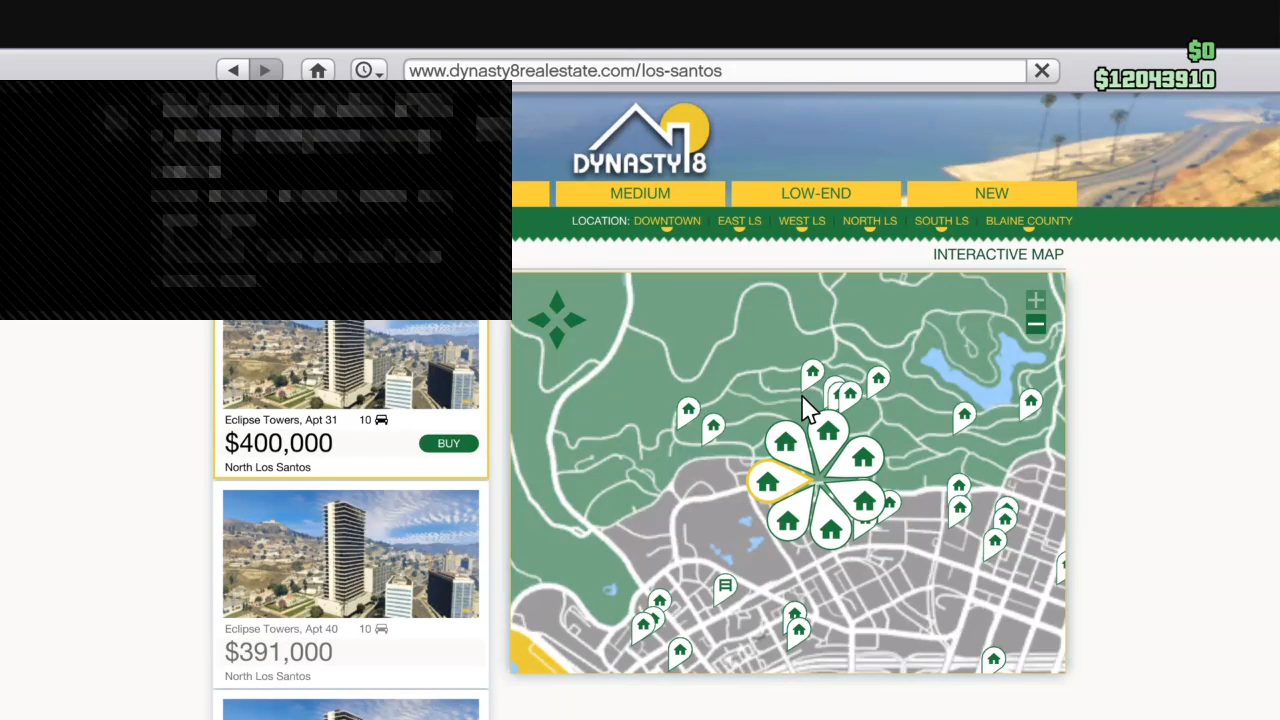 $0
www.dynasty8realestate.com/los-santos
$12043910
DYNASTY 8
MEDIUM
LOW-END
NEW
LOCATION: DOWNTOWN EAST LS WEST LS NORTH LS SOUTH LS BLAINE COUNTY
INTERACTIVE MAP
Eclipse Towers, Apt 31 10
$400,000
BUY
North Los Santos
Eclipse Towers, Apt 40 10
$391,000
North Los Santos